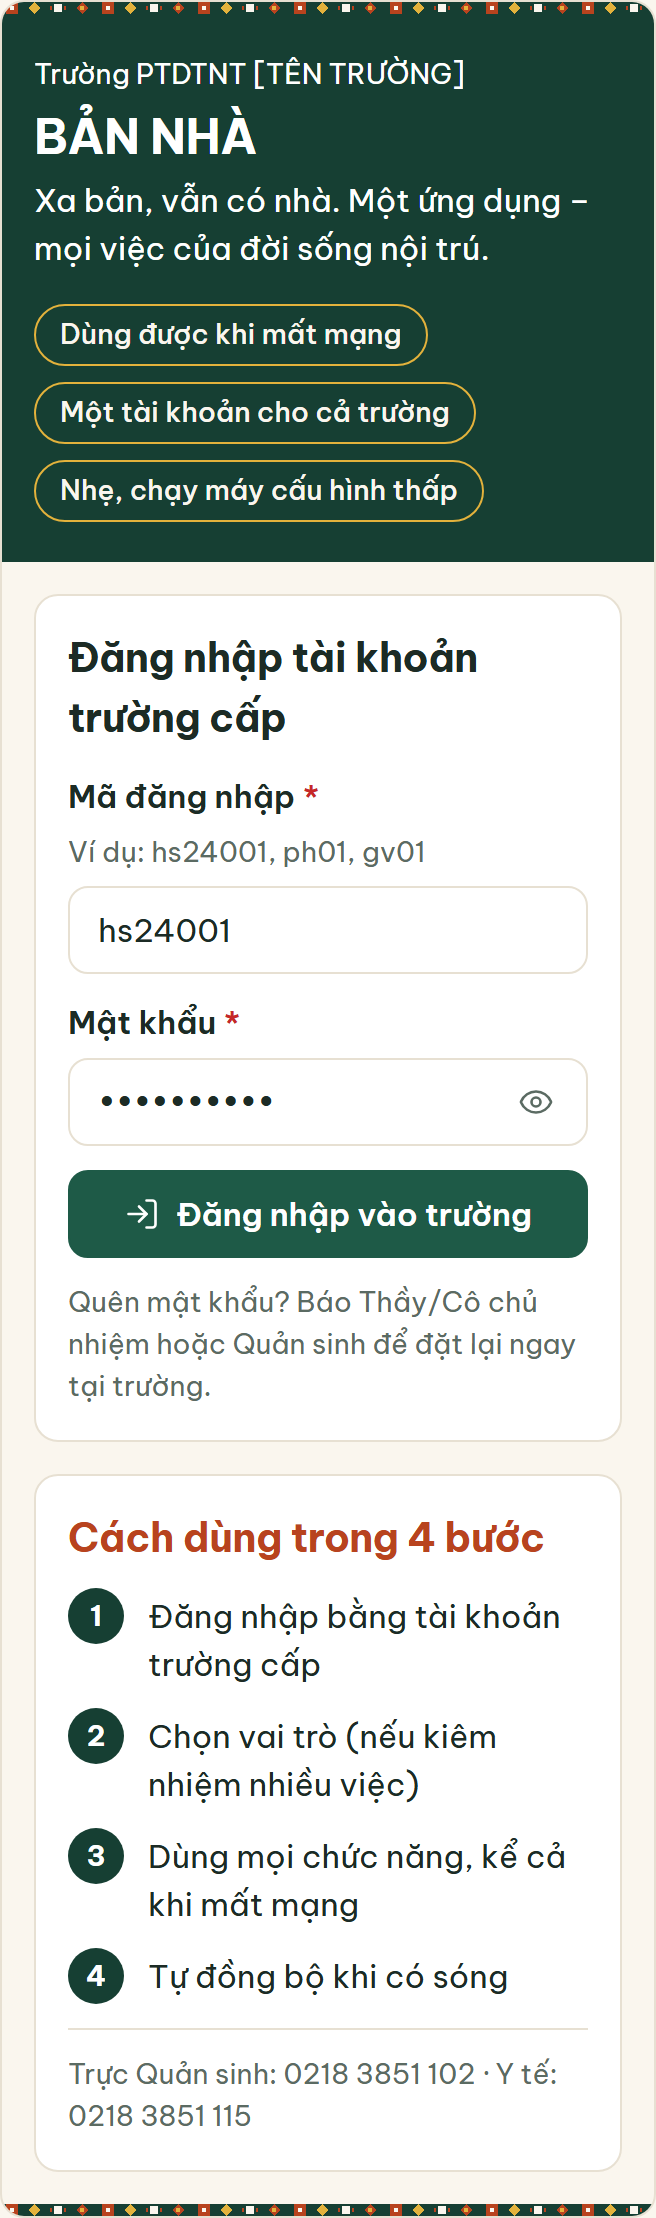 Trường PTDTNT [TÊN TRƯỜNG]
BẢN NHÀ
Xa bản, vẫn có nhà. Một ứng dụng –
mọi việc của đời sống nội trú.
Dùng được khi mất mạng
Một tài khoản cho cả trường
Nhẹ, chạy máy cấu hình thấp
Đăng nhập tài khoản
trường cấp
Mã đăng nhập *
Ví dụ: hs24001, ph01, gv01
hs24001
Mật khẩu *
••••••••••
Đăng nhập vào trường
Quên mật khẩu? Báo Thầy/Cô chủ
nhiệm hoặc Quản sinh để đặt lại ngay
tại trường.
Cách dùng trong 4 bước
1 Đăng nhập bằng tài khoản
trường cấp
2 Chọn vai trò (nếu kiêm
nhiệm nhiều việc)
3 Dùng mọi chức năng, kể cả
khi mất mạng
4 Tự đồng bộ khi có sóng
Trực Quản sinh: 0218 3851 102 · Y tế:
0218 3851 115